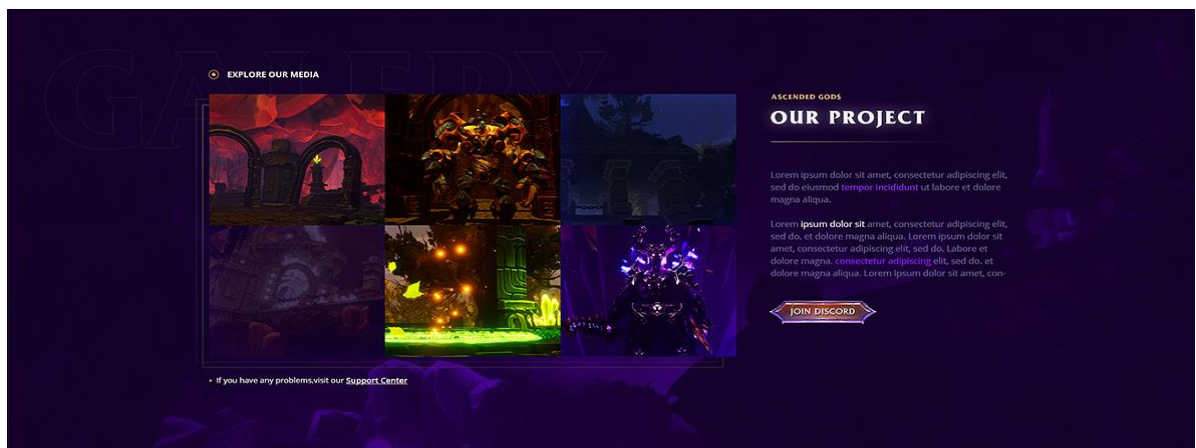 GALERY
EXPLORE OUR MEDIA
If you have any problems,visit our Support Center
ASCENDED GODS
OUR PROJECT
Lorem ipsum dolor sit amet, consectetur adipiscing elit,
sed do eiusmod tempor incididunt ut labore et dolore
magna aliqua.
Lorem ipsum dolor sit amet, consectetur adipiscing elit,
sed do. et dolore magna aliqua. Lorem ipsum dolor sit
amet, consectetur adipiscing elit, sed do. Labore et
dolore magna. consectetur adipiscing elit, sed do. et
dolore magna aliqua. Lorem ipsum dolor sit amet, con-
JOIN DISCORD